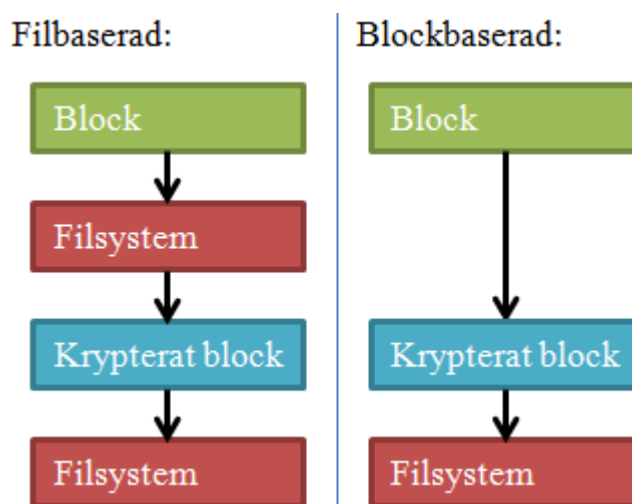 Filbaserad:
Block
Filsystem
Krypterat block
Filsystem
Blockbaserad:
Block
Krypterat block
Filsystem